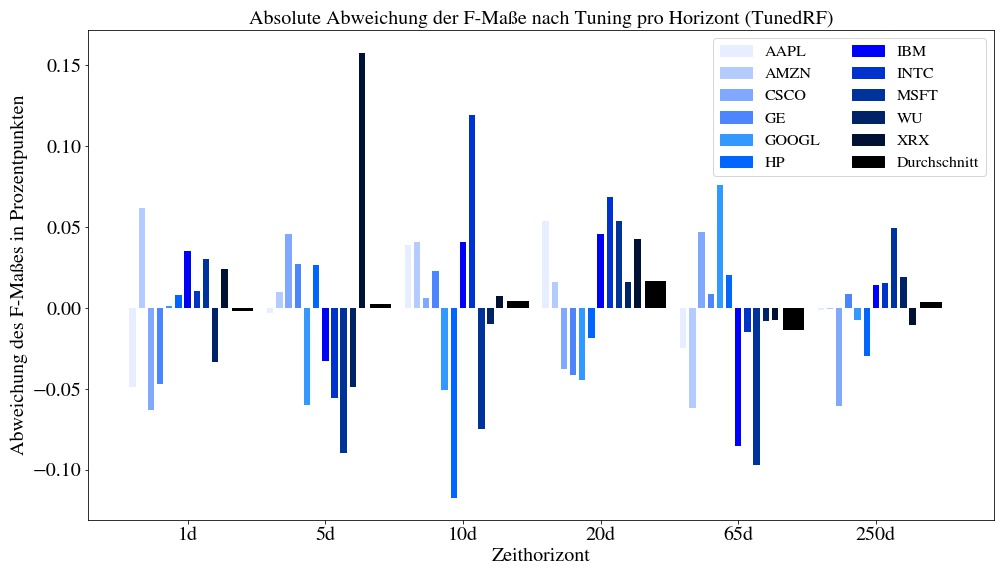 Absolute Abweichung der F-Maße nach Tuning pro Horizont (TunedRF)
Abweichung des F-Maßes in Prozentpunkten
0.15
0.10
0.05
0.00
−0.05
−0.10
AAPL
AMZN
CSCO
GE
GOOGL
HP
IBM
INTC
MSFT
WU
XRX
Durchschnitt
1d 5d 10d 20d 65d 250d
Zeithorizont